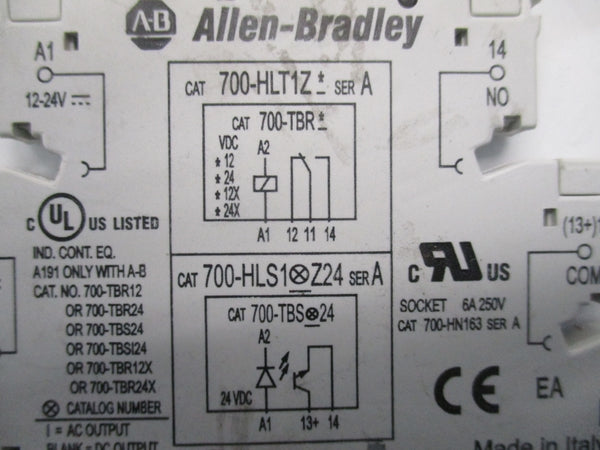 A-B Allen-Bradley
A1
12-24V
CAT 700-HLT1Z* SER A
CAT 700-TBR*
VDC
* 12
* 24
* 12X
* 24X
A2
A1 12 11 14
14
NO
C UL US LISTED
IND. CONT. EQ.
A191 ONLY WITH A-B
CAT. NO. 700-TBR12
OR 700-TBR24
OR 700-TBS24
OR 700-TBSI24
OR 700-TBR12X
OR 700-TBR24X
⊗ CATALOG NUMBER
I = AC OUTPUT
BLANK = DC OUTPUT
CAT 700-HLS1⊗Z24 SER A
CAT 700-TBS⊗24
A2
24 VDC
A1 13+ 14
(13+)
COM
C RU US
SOCKET 6A 250V
CAT 700-HN163 SER A
CE EA
Made in